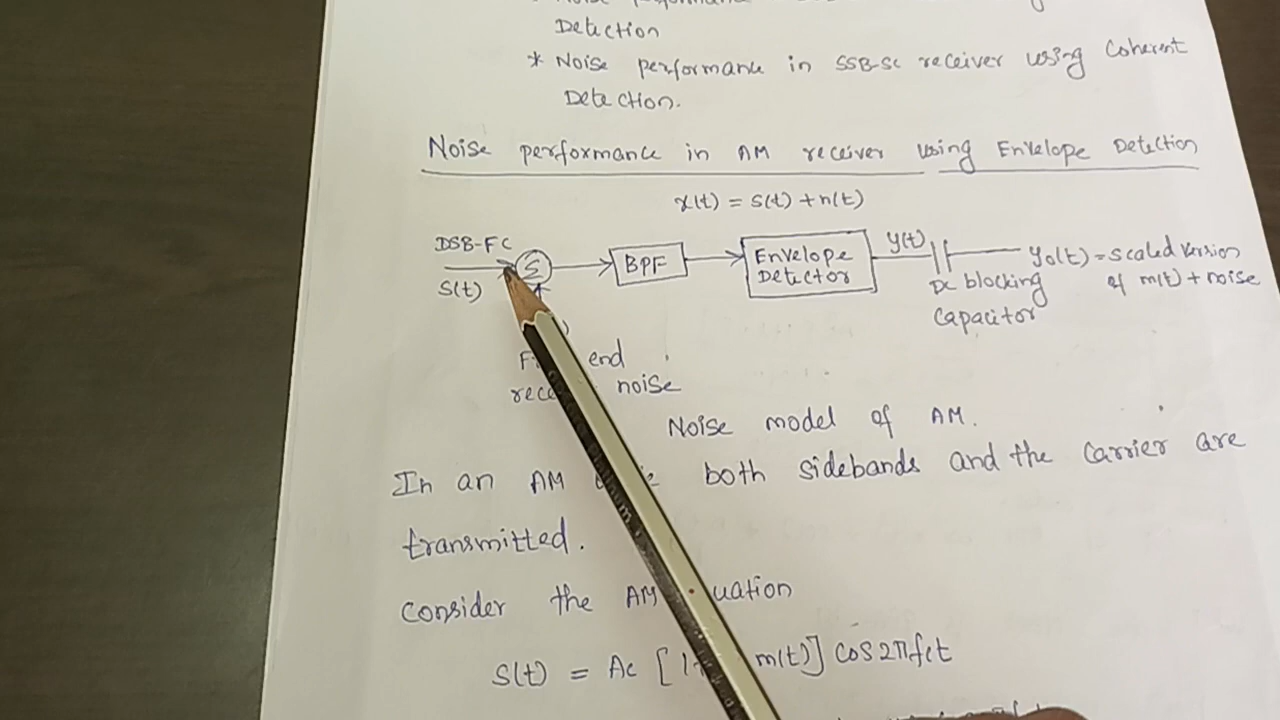 Detection
* Noise performance in SSB-SC receiver using Coherent
Detection.
Noise performance in AM receiver using Envelope Detection
x(t) = s(t) + n(t)
DSB-FC
s(t)
Σ
BPF
Envelope
Detector
y(t)
DC blocking
Capacitor
yo(t) = scaled version
of m(t) + noise
end
noise
Noise model of AM.
In an AM both sidebands and the carrier are
transmitted.
Consider the AM
s(t) = Ac [1+ m(t)] cos2πfct